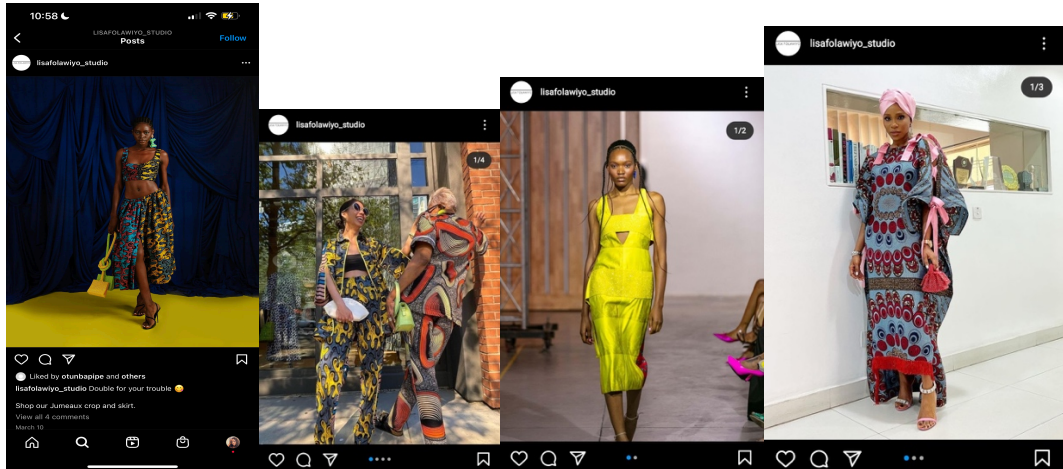 10:58
LISAFOLAWIYO_STUDIO
Posts
Follow
lisafolawiyo_studio
Liked by otunbapipe and others
lisafolawiyo_studio Double for your trouble 😄
Shop our Jumeaux crop and skirt.
View all 4 comments
March 10
lisafolawiyo_studio
1/4
lisafolawiyo_studio
1/2
lisafolawiyo_studio
1/3